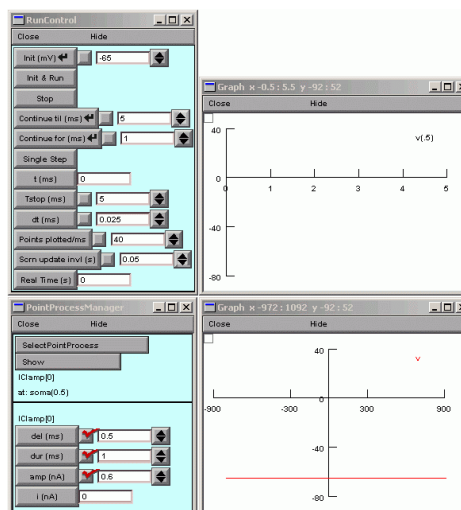 RunControl
Close Hide
Init (mV) -65
Init & Run
Stop
Continue til (ms) 5
Continue for (ms) 1
Single Step
t (ms) 0
Tstop (ms) 5
dt (ms) 0.025
Points plotted/ms 40
Scrn update invl (s) 0.05
Real Time (s) 0
Graph x -0.5 : 5.5 y -92 : 52
Close Hide
40
v(.5)
0
0 1 2 3 4 5
-40
-80
PointProcessManager
Close Hide
SelectPointProcess
Show
IClamp[0]
at: soma(0.5)
IClamp[0]
del (ms) 0.5
dur (ms) 1
amp (nA) 0.6
i (nA) 0
Graph x -972 : 1092 y -92 : 52
Close Hide
40
v
0
-900 -300 300 900
-40
-80